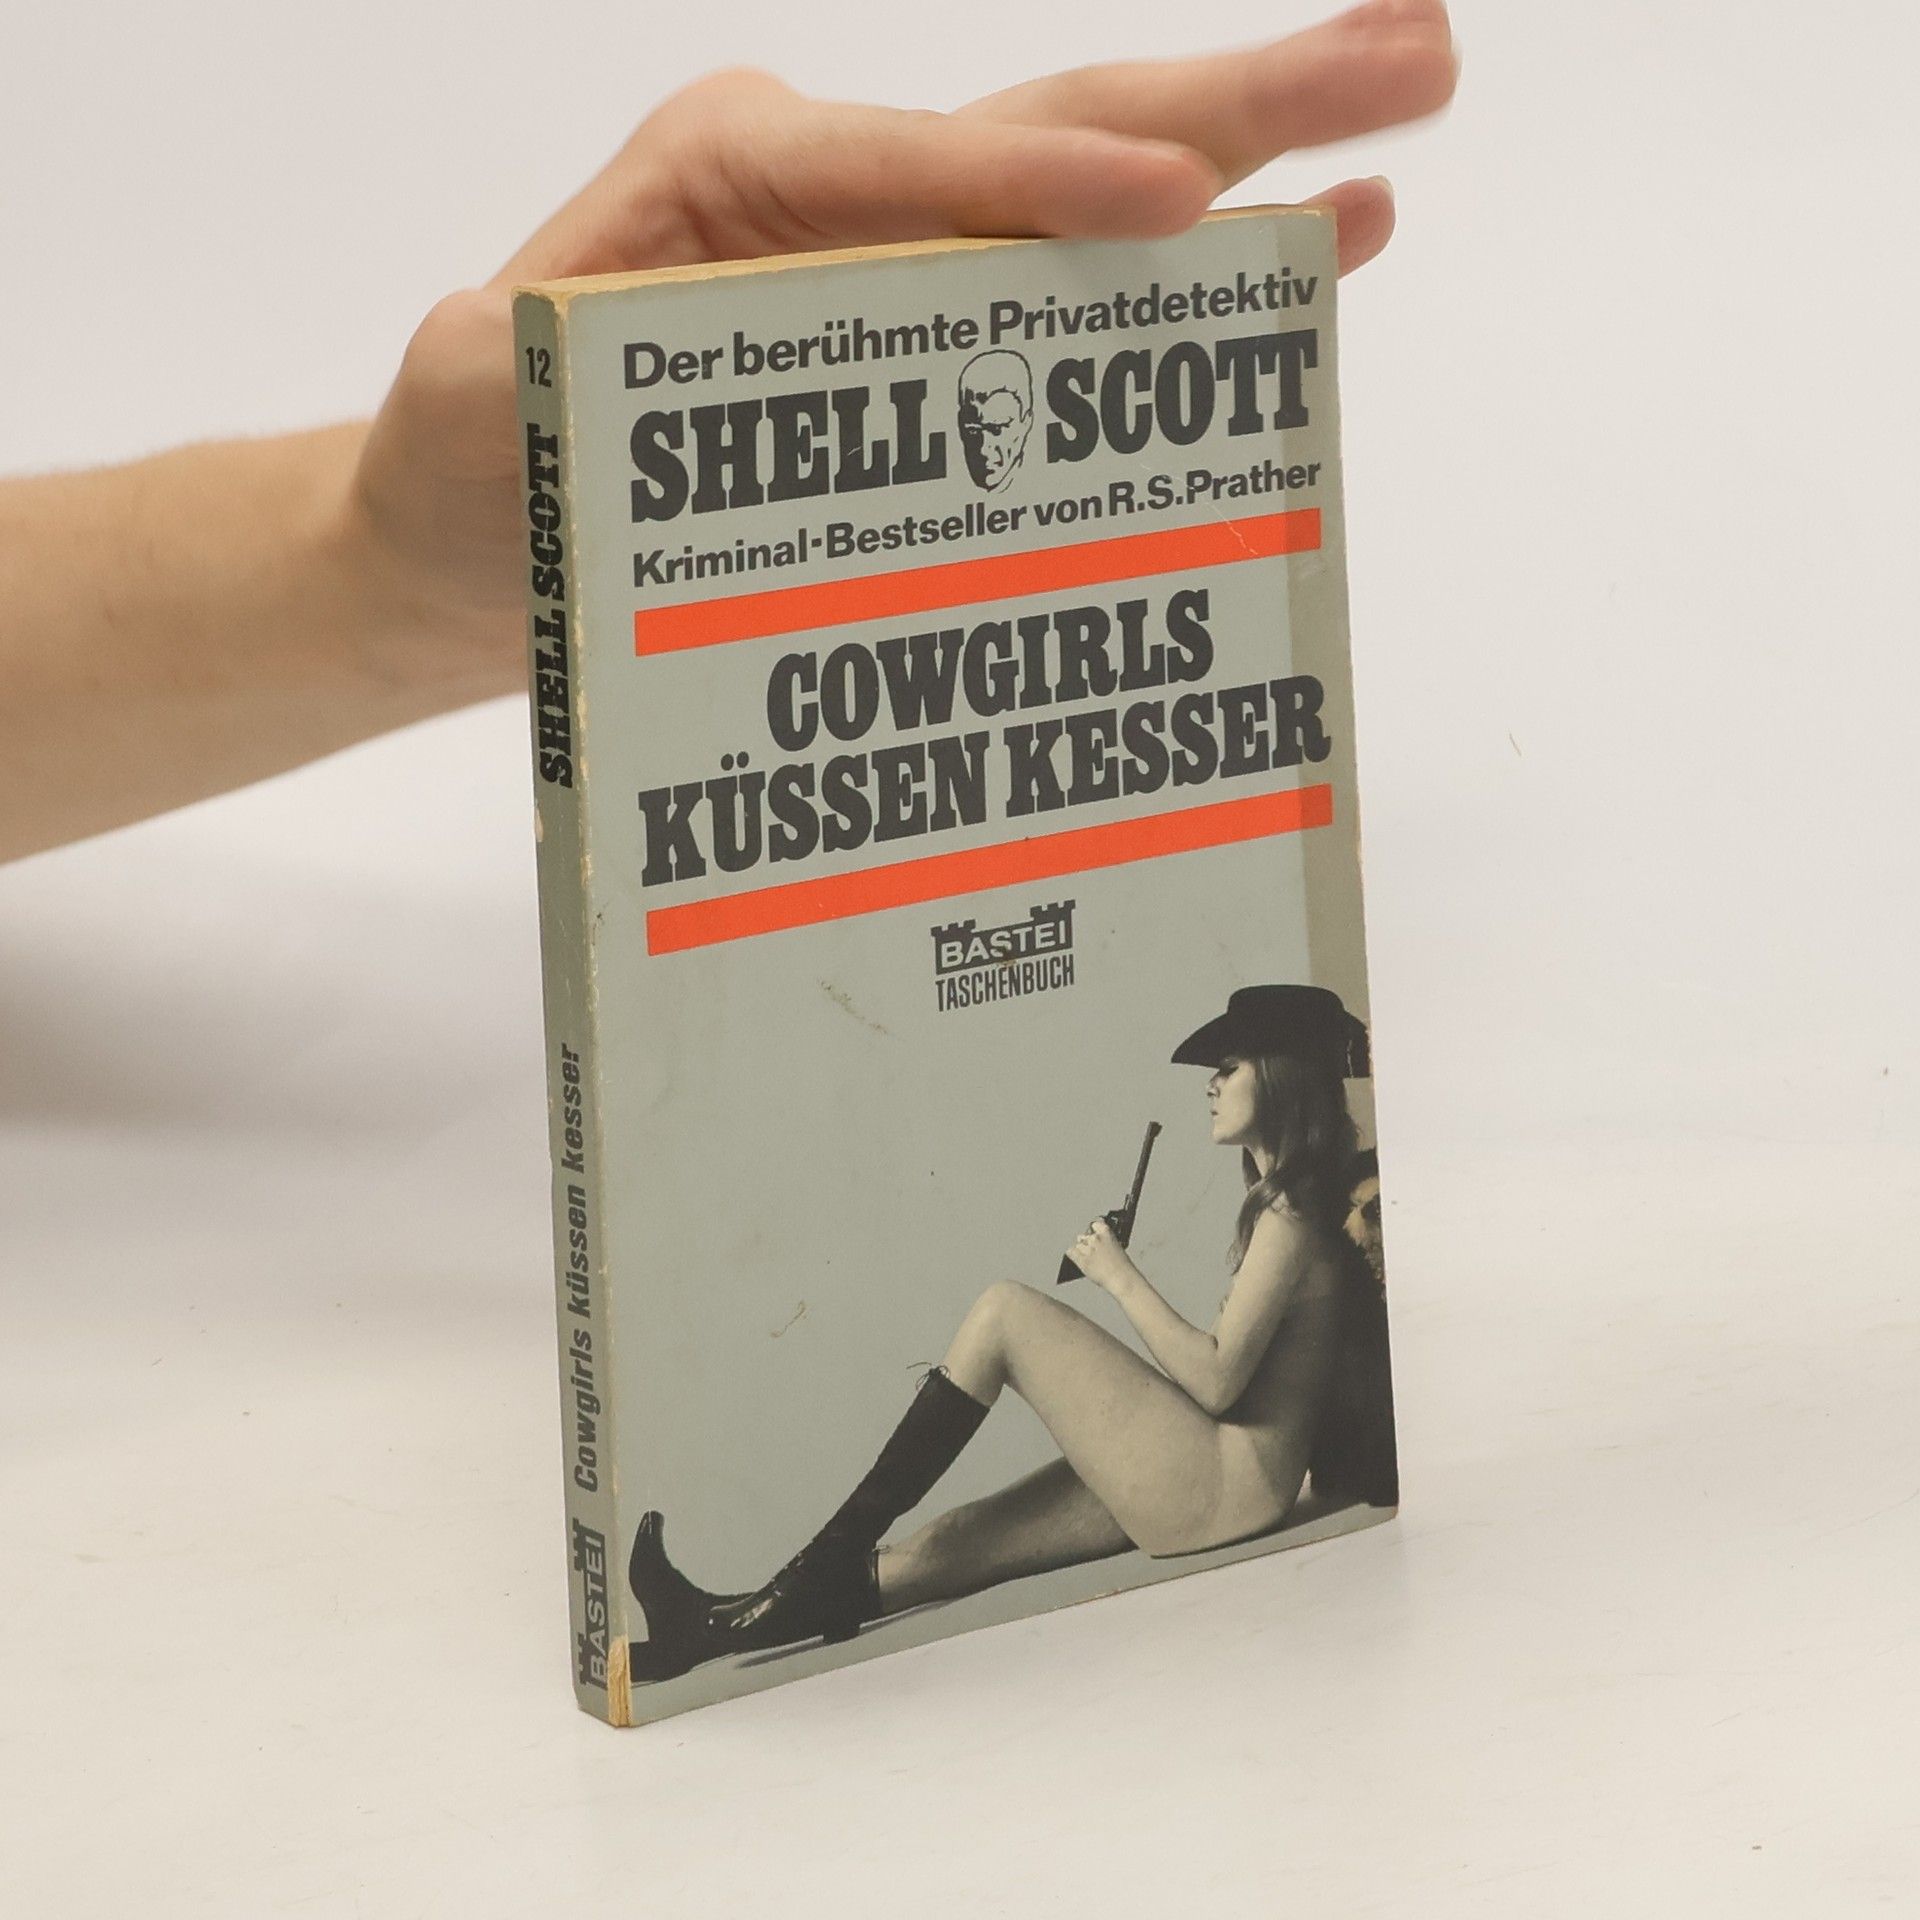 Der berühmte Privatdetektiv
SHELL SCOTT
Kriminal-Bestseller von R.S.Prather
COWGIRLS
KÜSSEN KESSER
BASTEI
TASCHENBUCH
12
SHELL SCOTT
Cowgirls küssen kesser
BASTEI